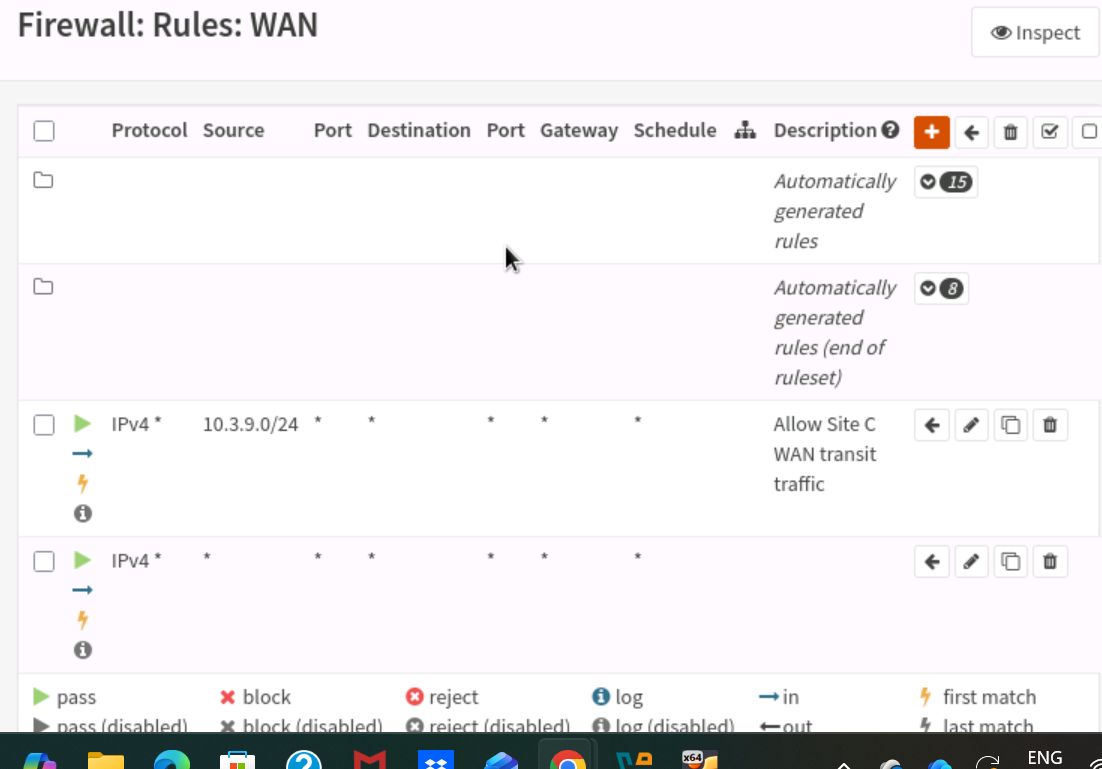 Firewall: Rules: WAN
Inspect
Protocol Source Port Destination Port Gateway Schedule Description
Automatically
generated
rules
15
Automatically
generated
rules (end of
ruleset)
8
IPv4 * 10.3.9.0/24 * * * * * Allow Site C
WAN transit
traffic
IPv4 * * * * * * *
pass block reject log in first match
pass (disabled) block (disabled) reject (disabled) log (disabled) out last match
x64
ENG